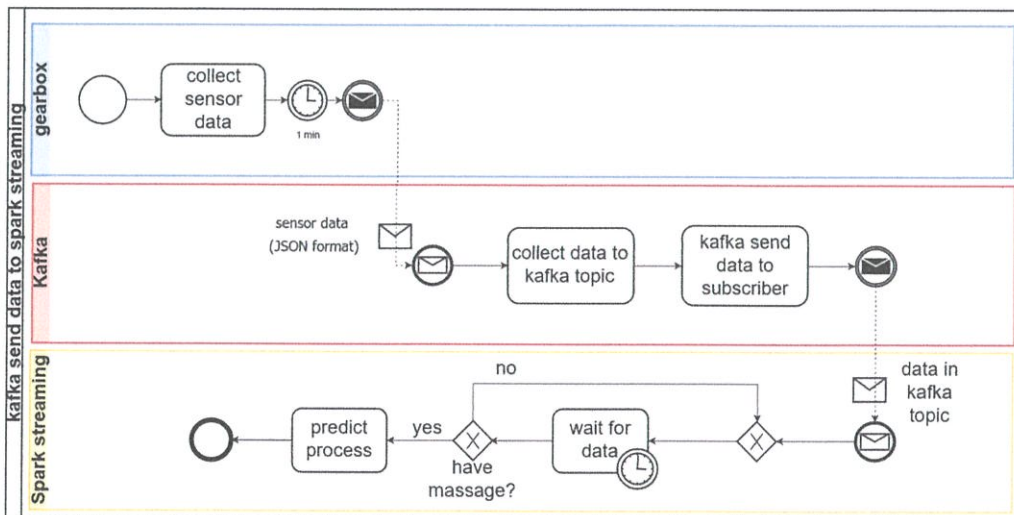 kafka send data to spark streaming
gearbox
collect
sensor
data
1 min
Kafka
sensor data
(JSON format)
collect data to
kafka topic
kafka send
data to
subscriber
Spark streaming
no
data in
kafka
topic
predict
process
yes
wait for
data
have
massage?